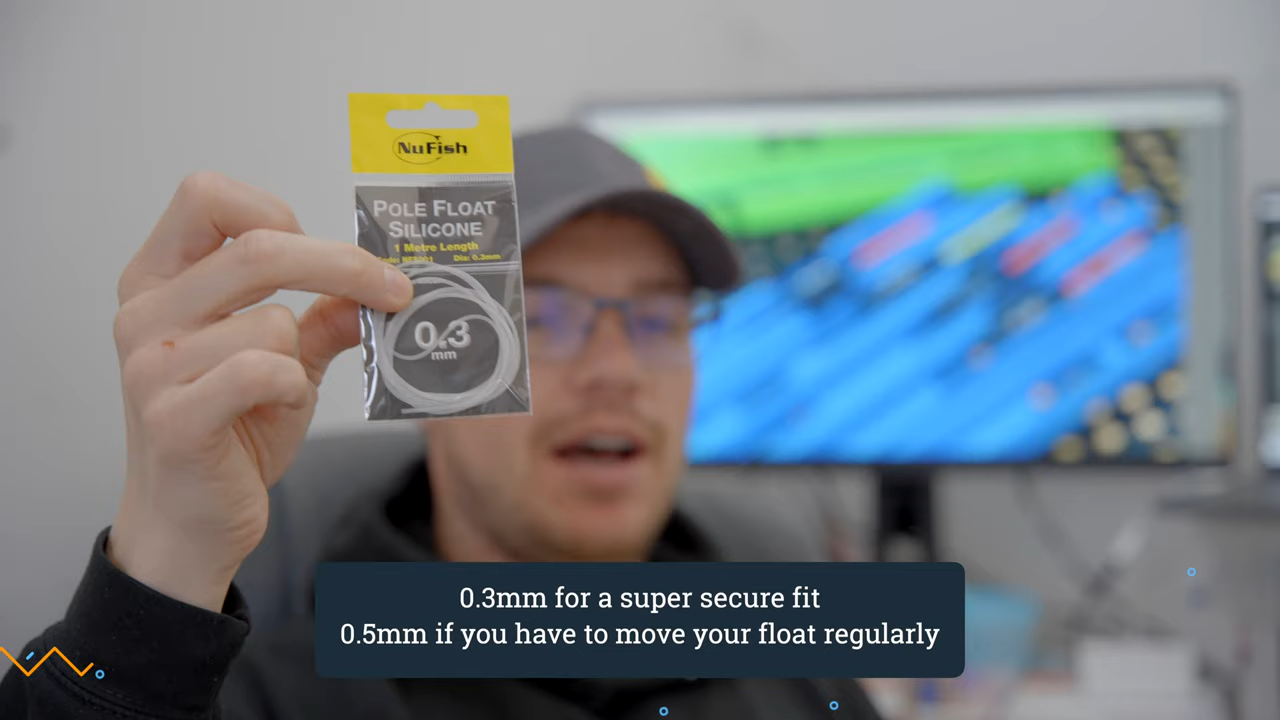 NuFish
POLE FLOAT
SILICONE
1 Metre Length
Dia: 0.3mm
0.3
mm
0.3mm for a super secure fit
0.5mm if you have to move your float regularly